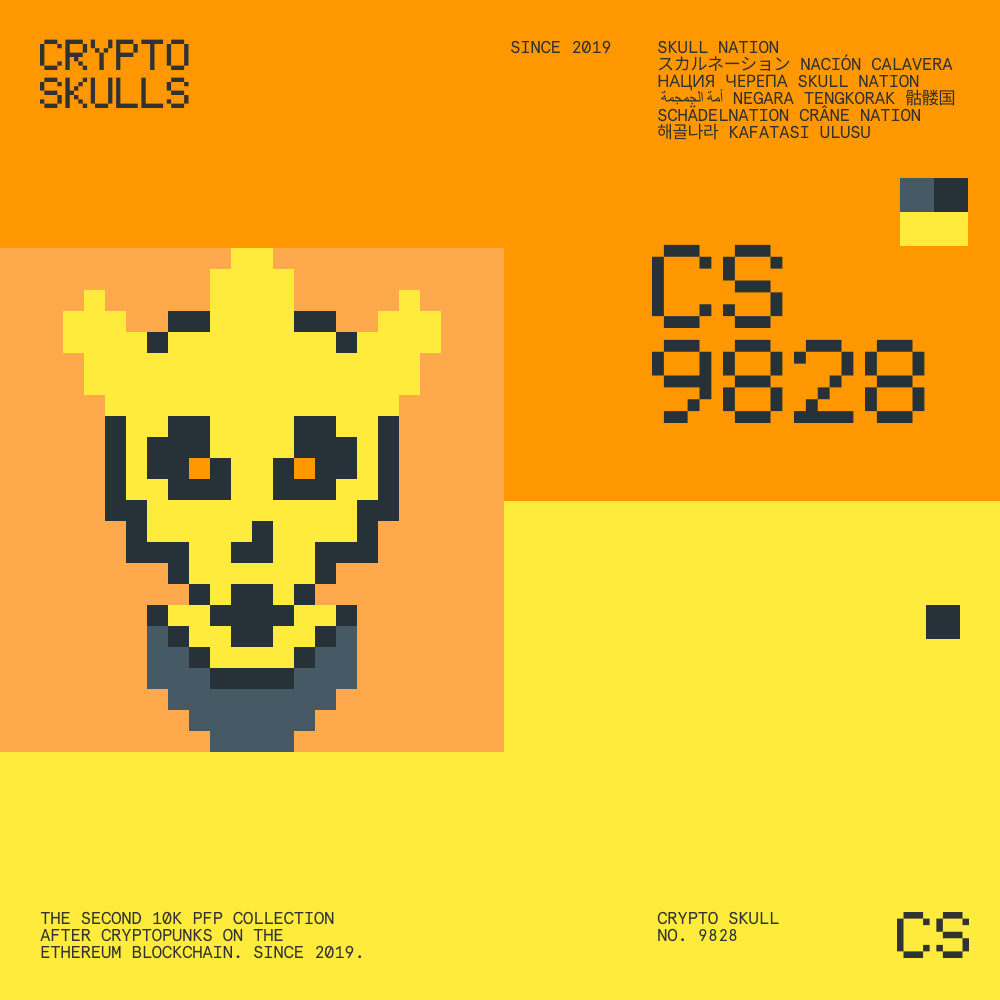 CRYPTO
SKULLS
SINCE 2019
SKULL NATION
スカルネーション NACIÓN CALAVERA
НАЦИЯ ЧЕРЕПА SKULL NATION
أمة الجمجمة NEGARA TENGKORAK 骷髅国
SCHÄDELNATION CRÂNE NATION
해골나라 KAFATASI ULUSU
CS
9828
THE SECOND 10K PFP COLLECTION
AFTER CRYPTOPUNKS ON THE
ETHEREUM BLOCKCHAIN. SINCE 2019.
CRYPTO SKULL
NO. 9828
CS